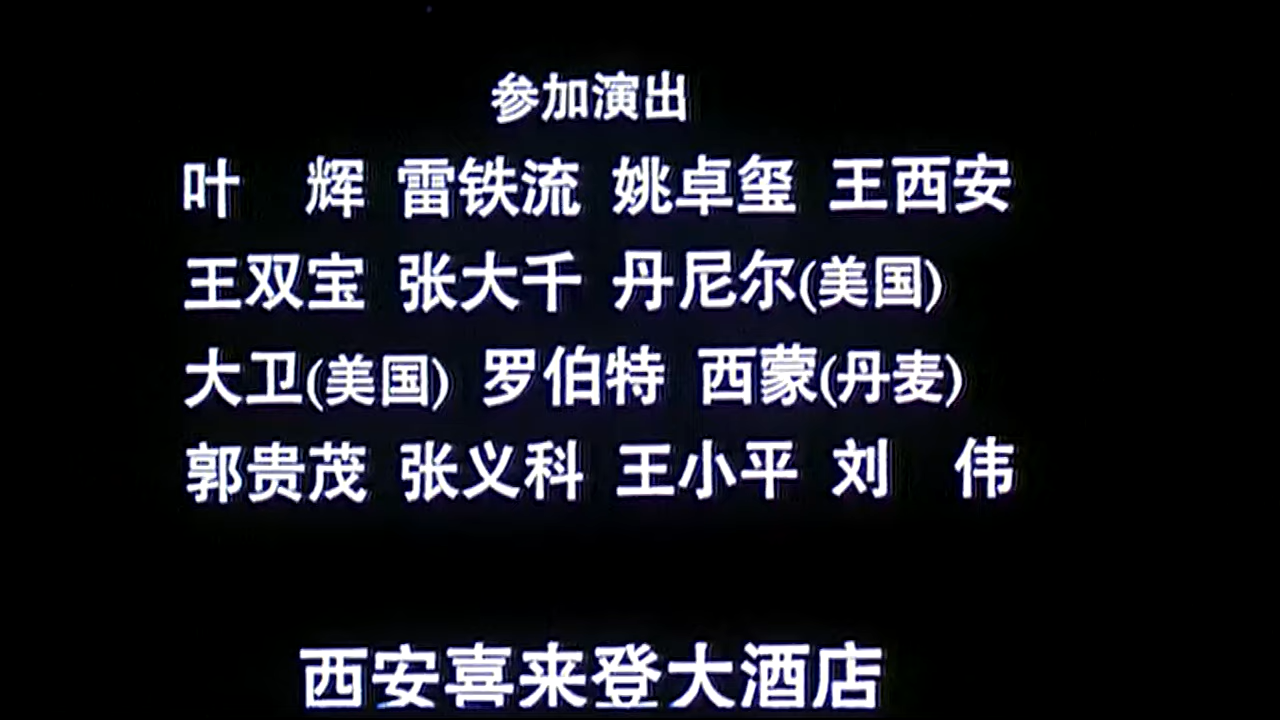 参加演出
叶 辉 雷铁流 姚卓玺 王西安
王双宝 张大千 丹尼尔(美国)
大卫(美国) 罗伯特 西蒙(丹麦)
郭贵茂 张义科 王小平 刘 伟
西安喜来登大酒店